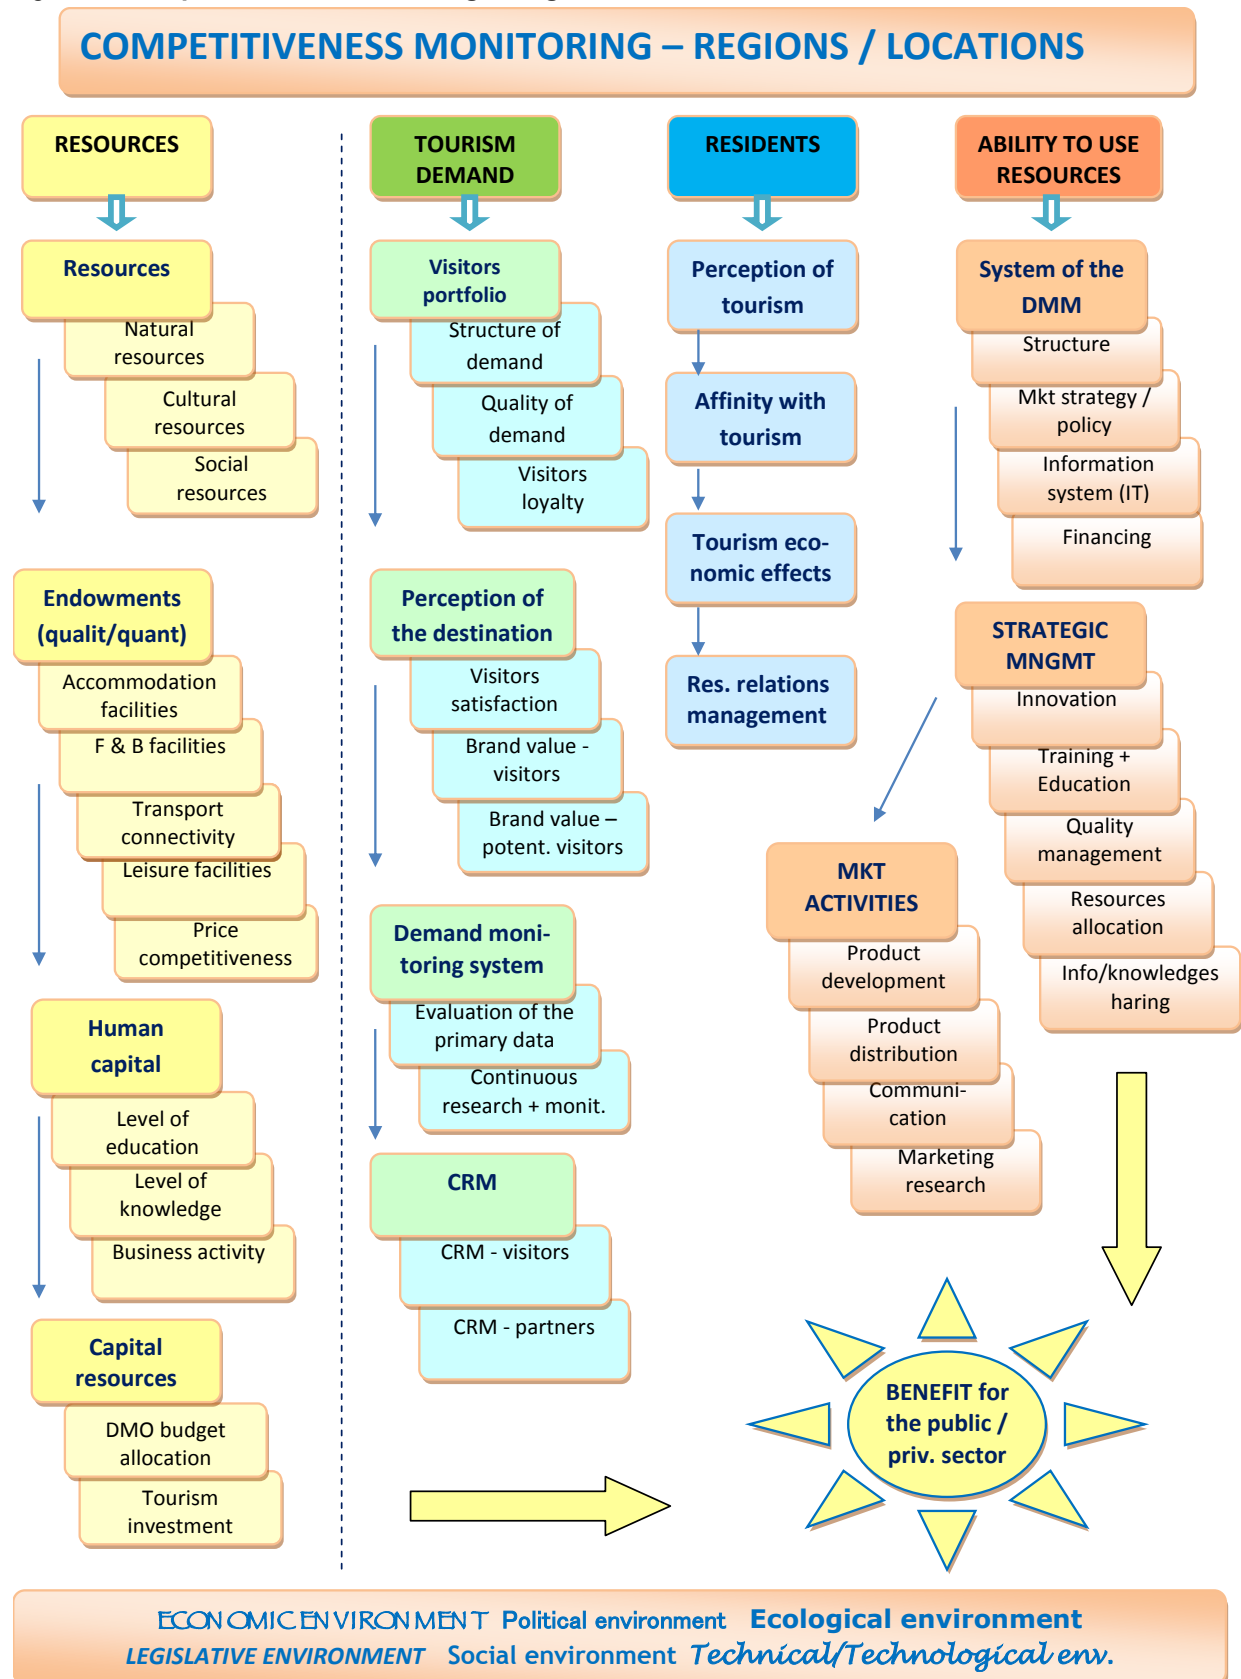 COMPETITIVENESS MONITORING – REGIONS / LOCATIONS
RESOURCES
Resources
Natural
resources
Cultural
resources
Social
resources
Endowments
(qualit/quant)
Accommodation
facilities
F & B facilities
Transport
connectivity
Leisure facilities
Price
competitiveness
Human
capital
Level of
education
Level of
knowledge
Business activity
Capital
resources
DMO budget
allocation
Tourism
investment
TOURISM
DEMAND
Visitors
portfolio
Structure of
demand
Quality of
demand
Visitors
loyalty
Perception of
the destination
Visitors
satisfaction
Brand value -
visitors
Brand value –
potent. visitors
Demand moni-
toring system
Evaluation of the
primary data
Continuous
research + monit.
CRM
CRM - visitors
CRM - partners
RESIDENTS
Perception of
tourism
Affinity with
tourism
Tourism eco-
nomic effects
Res. relations
management
ABILITY TO USE
RESOURCES
System of the
DMM
Structure
Mkt strategy /
policy
Information
system (IT)
Financing
STRATEGIC
MNGMT
Innovation
Training +
Education
Quality
management
Resources
allocation
Info/knowledges
haring
MKT
ACTIVITIES
Product
development
Product
distribution
Communi-
cation
Marketing
research
BENEFIT for
the public /
priv. sector
ECONOMIC ENVIRONMENT Political environment Ecological environment
LEGISLATIVE ENVIRONMENT Social environment Technical/Technological env.